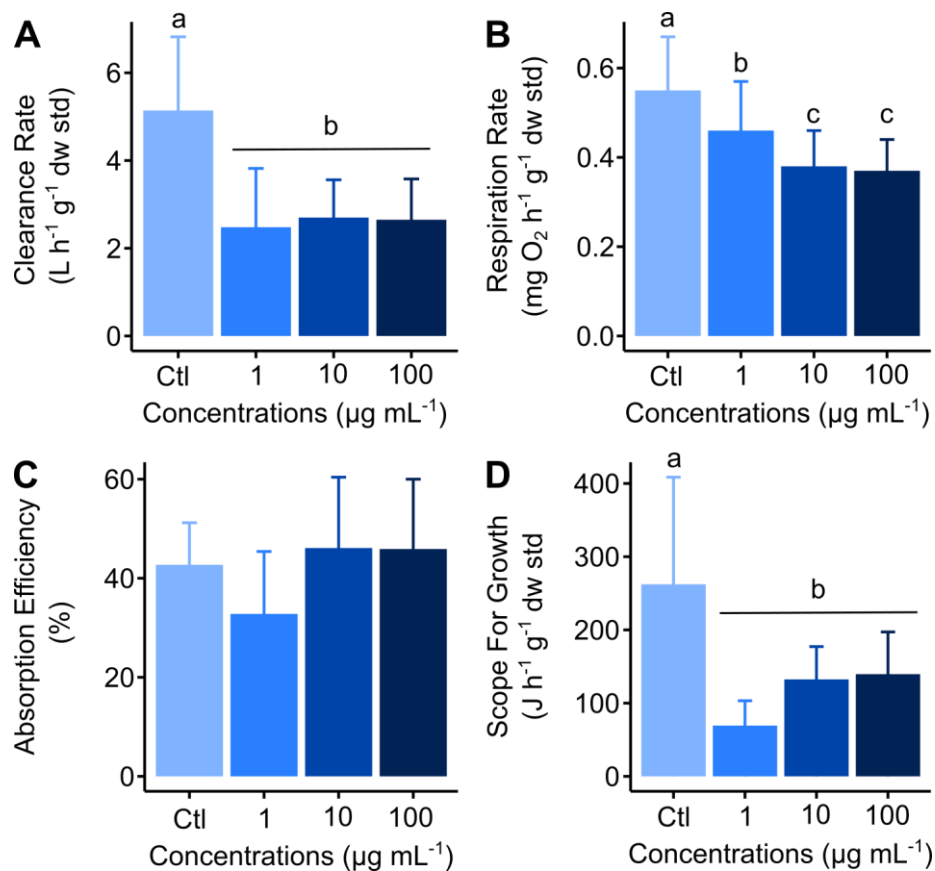 A
Clearance Rate
(L h⁻¹ g⁻¹ dw std)
a
b
6
4
2
0
Ctl 1 10 100
Concentrations (µg mL⁻¹)
B
Respiration Rate
(mg O₂ h⁻¹ g⁻¹ dw std)
a
b
c c
0.6
0.4
0.2
0.0
Ctl 1 10 100
Concentrations (µg mL⁻¹)
C
Absorption Efficiency
(%)
60
40
20
0
Ctl 1 10 100
Concentrations (µg mL⁻¹)
D
Scope For Growth
(J h⁻¹ g⁻¹ dw std
a
b
400
300
200
100
0
Ctl 1 10 100
Concentrations (µg mL⁻¹)